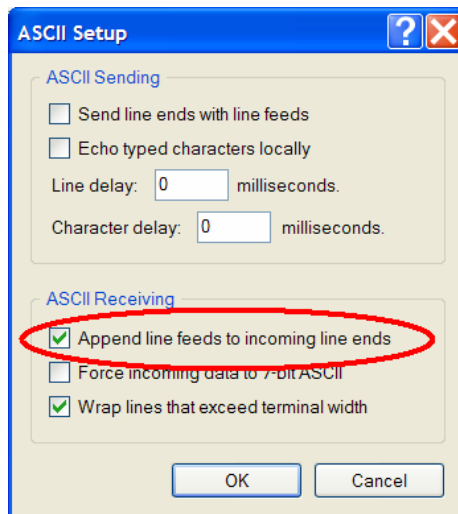 ASCII Setup
ASCII Sending
Send line ends with line feeds
Echo typed characters locally
Line delay: 0 milliseconds.
Character delay: 0 milliseconds.
ASCII Receiving
Append line feeds to incoming line ends
Force incoming data to 7-bit ASCII
Wrap lines that exceed terminal width
OK Cancel